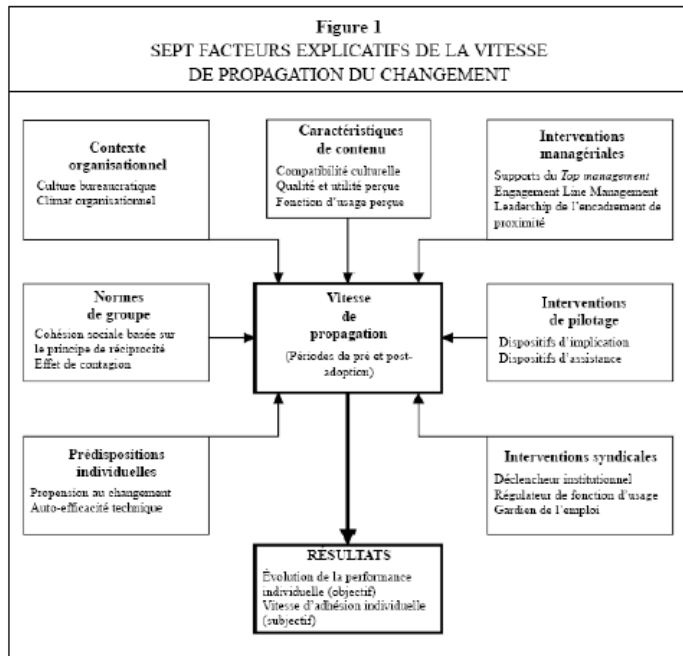 Figure 1
SEPT FACTEURS EXPLICATIFS DE LA VITESSE
DE PROPAGATION DU CHANGEMENT
Contexte
organisationnel
Culture bureaucratique
Climat organisationnel
Caractéristiques
de contenu
Compatibilité culturelle
Qualité et utilité perçue
Fonction d'usage perçue
Interventions
managériales
Supports du Top management
Engagement Line Management
Leadership de l'encadrement de
proximité
Normes
de groupe
Cohésion sociale basée sur
le principe de réciprocité
Effet de contagion
Vitesse
de
propagation
(Périodes de pré et post-
adoption)
Interventions
de pilotage
Dispositifs d'implication
Dispositifs d'assistance
Prédispositions
individuelles
Propension au changement
Auto-efficacité technique
Interventions syndicales
Déclencheur institutionnel
Régulateur de fonction d'usage
Gardien de l'emploi
RÉSULTATS
Évolution de la performance
individuelle (objectif)
Vitesse d'adhésion individuelle
(subjectif)